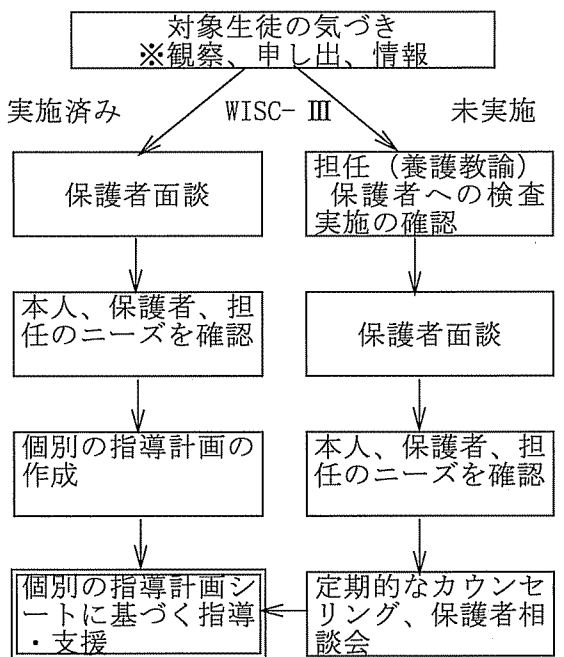 対象生徒の気づき
※観察、申し出、情報
実施済み
WISC-Ⅲ
未実施
保護者面談
担任（養護教諭）
保護者への検査
実施の確認
本人、保護者、担
任のニーズを確認
保護者面談
個別の指導計画の
作成
本人、保護者、担
任のニーズを確認
個別の指導計画シ
ートに基づく指導
・支援
定期的なカウンセ
リング、保護者相
談会